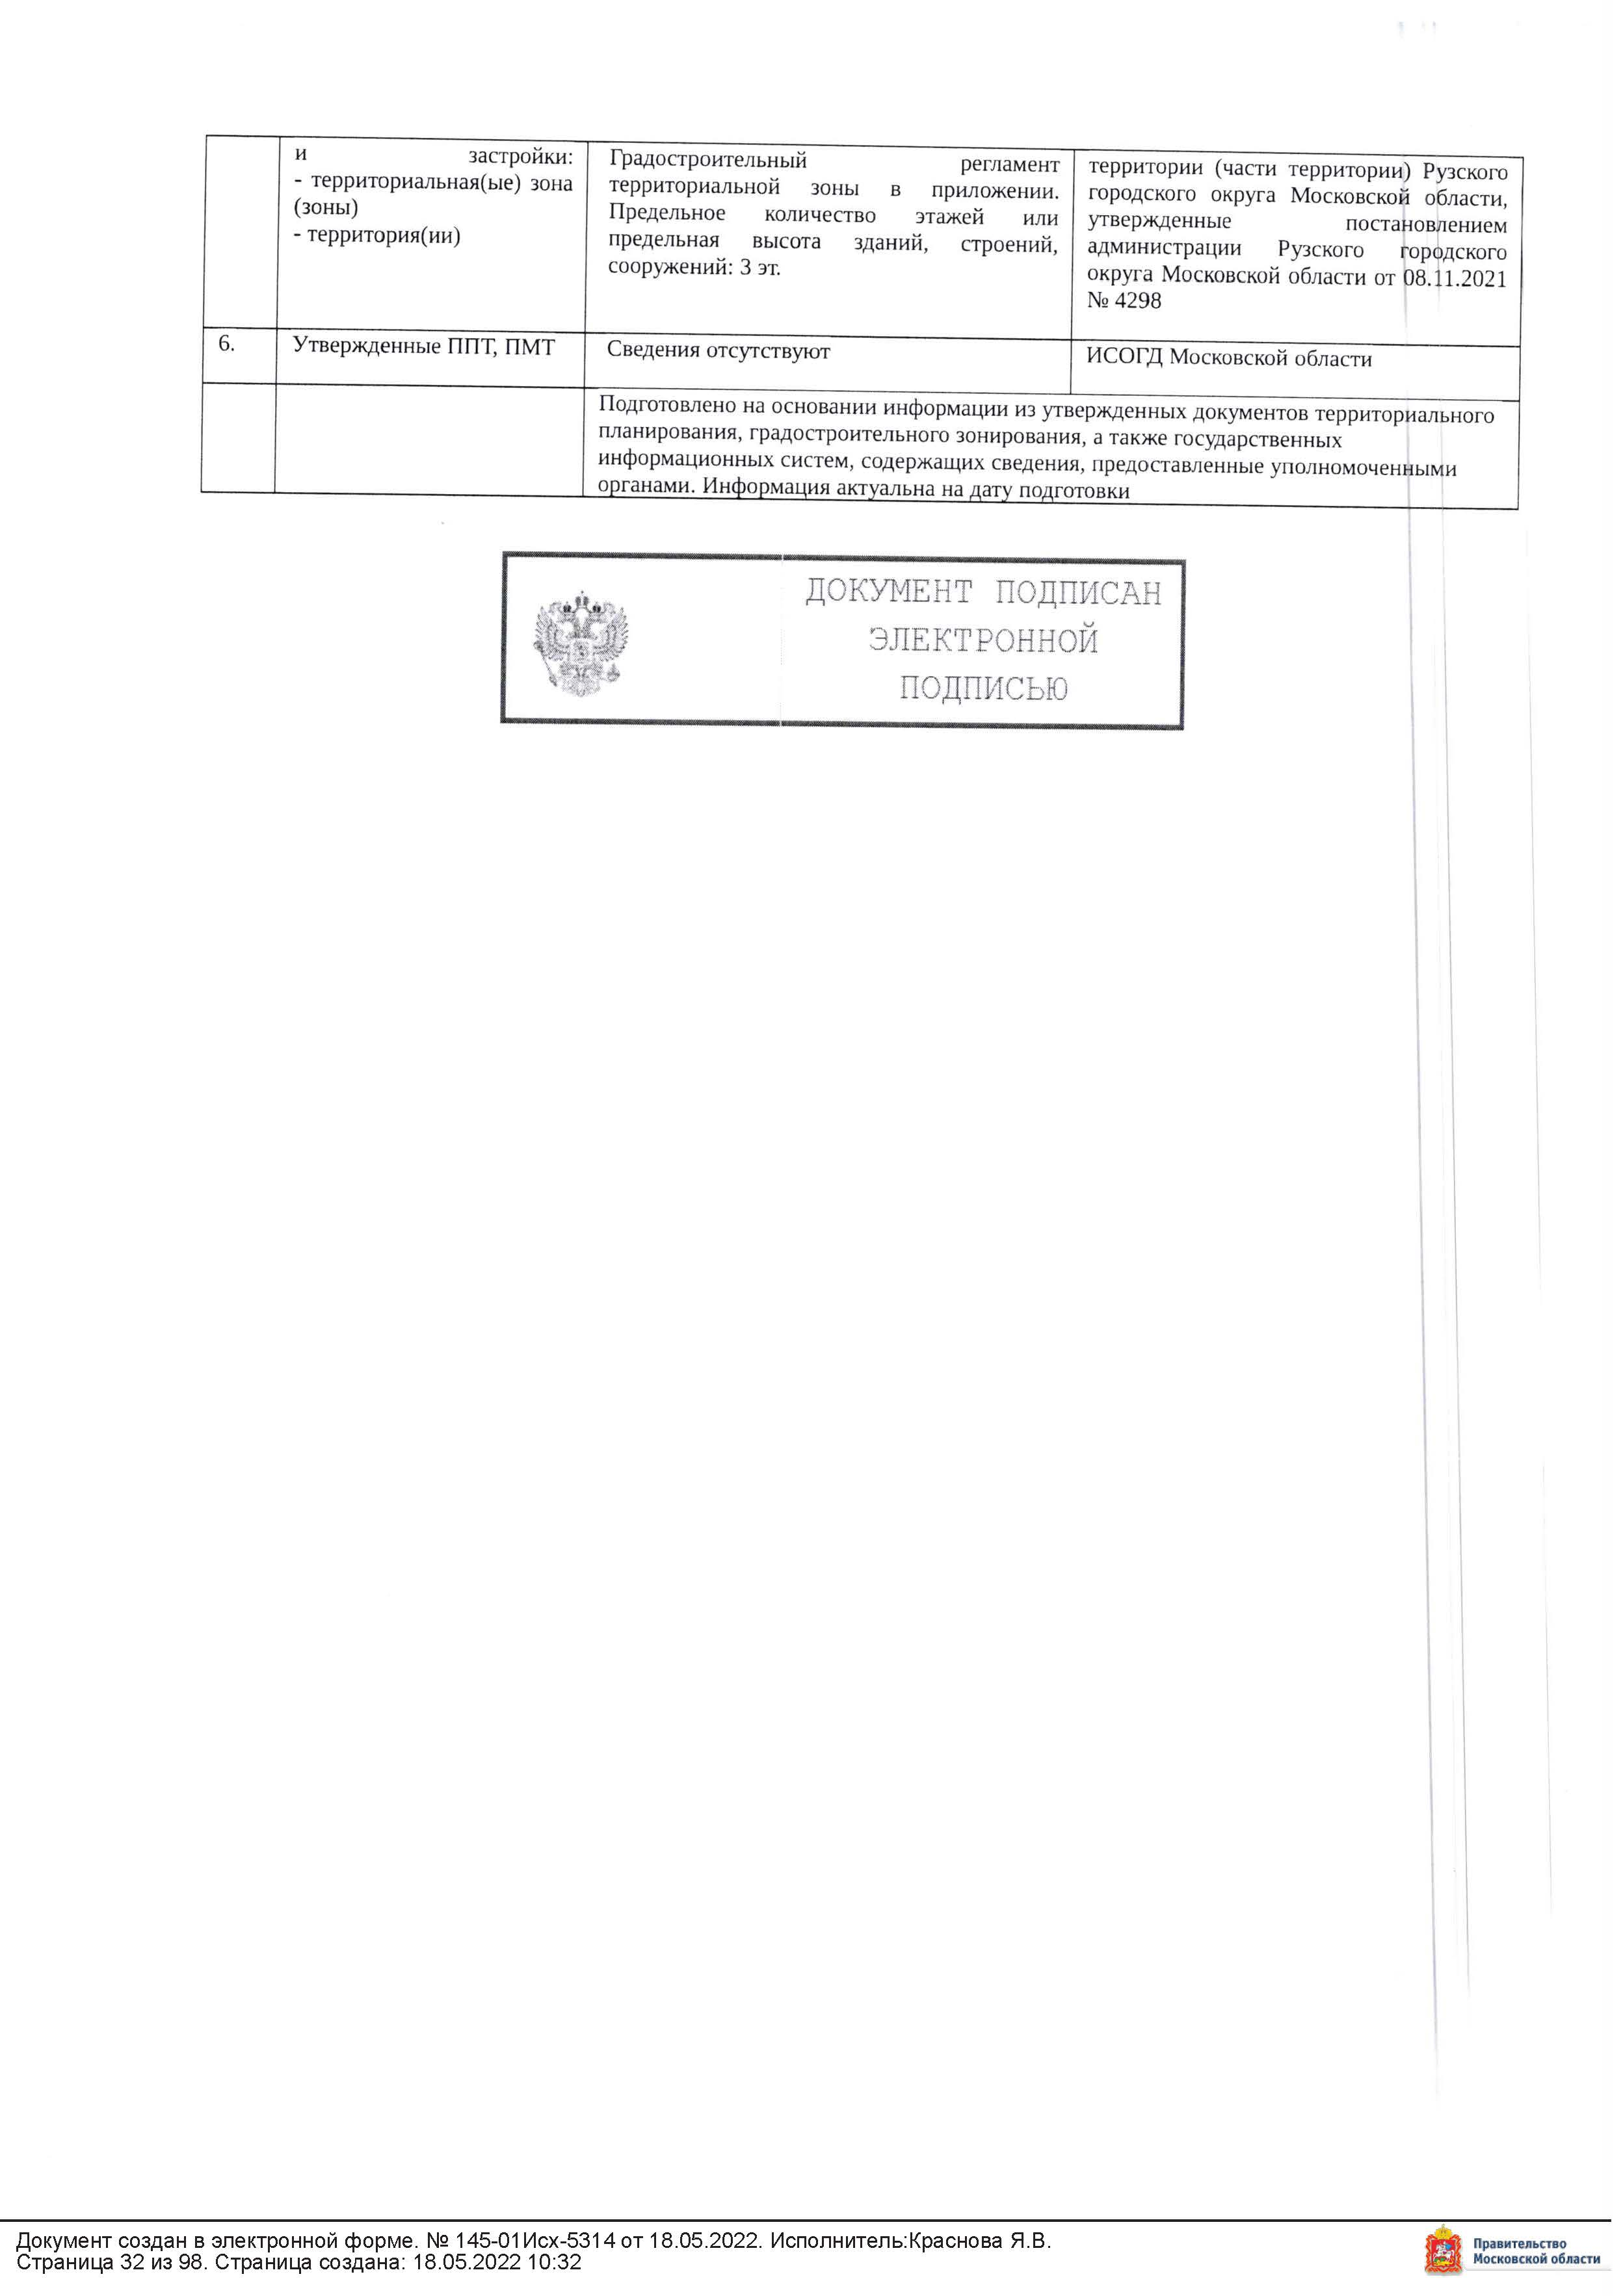 и застройки:
- территориальная(ые) зона
(зоны)
- территория(ии)
Градостроительный регламент
территориальной зоны в приложении.
Предельное количество этажей или
предельная высота зданий, строений,
сооружений: 3 эт.
территории (части территории) Рузского
городского округа Московской области,
утвержденные постановлением
администрации Рузского городского
округа Московской области от 08.11.2021
№ 4298
6.
Утвержденные ППТ, ПМТ
Сведения отсутствуют
ИСОГД Московской области
Подготовлено на основании информации из утвержденных документов территориального
планирования, градостроительного зонирования, а также государственных
информационных систем, содержащих сведения, предоставленные уполномоченными
органами. Информация актуальна на дату подготовки
ДОКУМЕНТ ПОДПИСАН
ЭЛЕКТРОННОЙ
ПОДПИСЬЮ
Документ создан в электронной форме. № 145-01Исх-5314 от 18.05.2022. Исполнитель:Краснова Я.В.
Страница 32 из 98. Страница создана: 18.05.2022 10:32
Правительство
Московской области